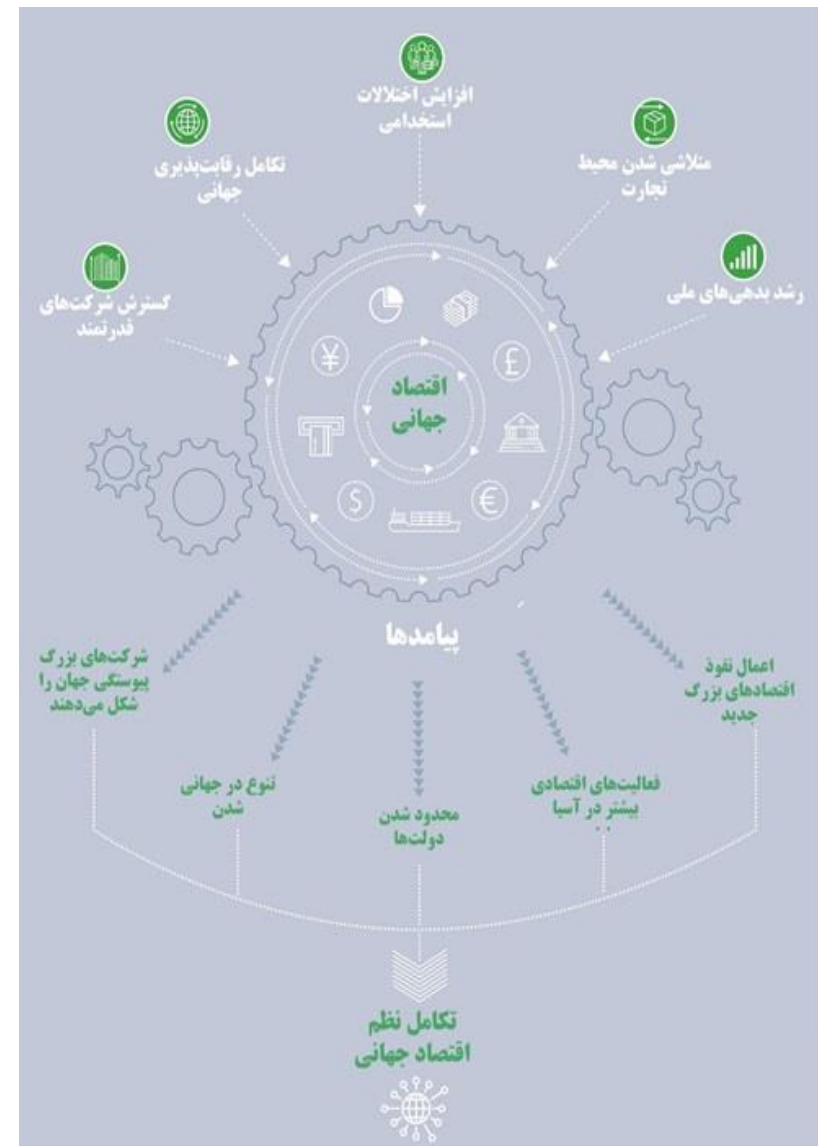 افزایش اختلالات
استخدامی
متلاشی شدن محیط
تجارت
تکامل رقابت‌پذیری
جهانی
رشد بدهی‌های ملی
گسترش شرکت‌های
قدرتمند
اقتصاد
جهانی
¥
£
$
€
پیامدها
اعمال نفوذ
اقتصادهای بزرگ
جدید
شرکت‌های بزرگ
پیوستگی جهان را
شکل می‌دهند
فعالیت‌های اقتصادی
بیشتر در آسیا
تنوع در جهانی
شدن
محدود شدن
دولت‌ها
تکامل نظم
اقتصاد جهانی